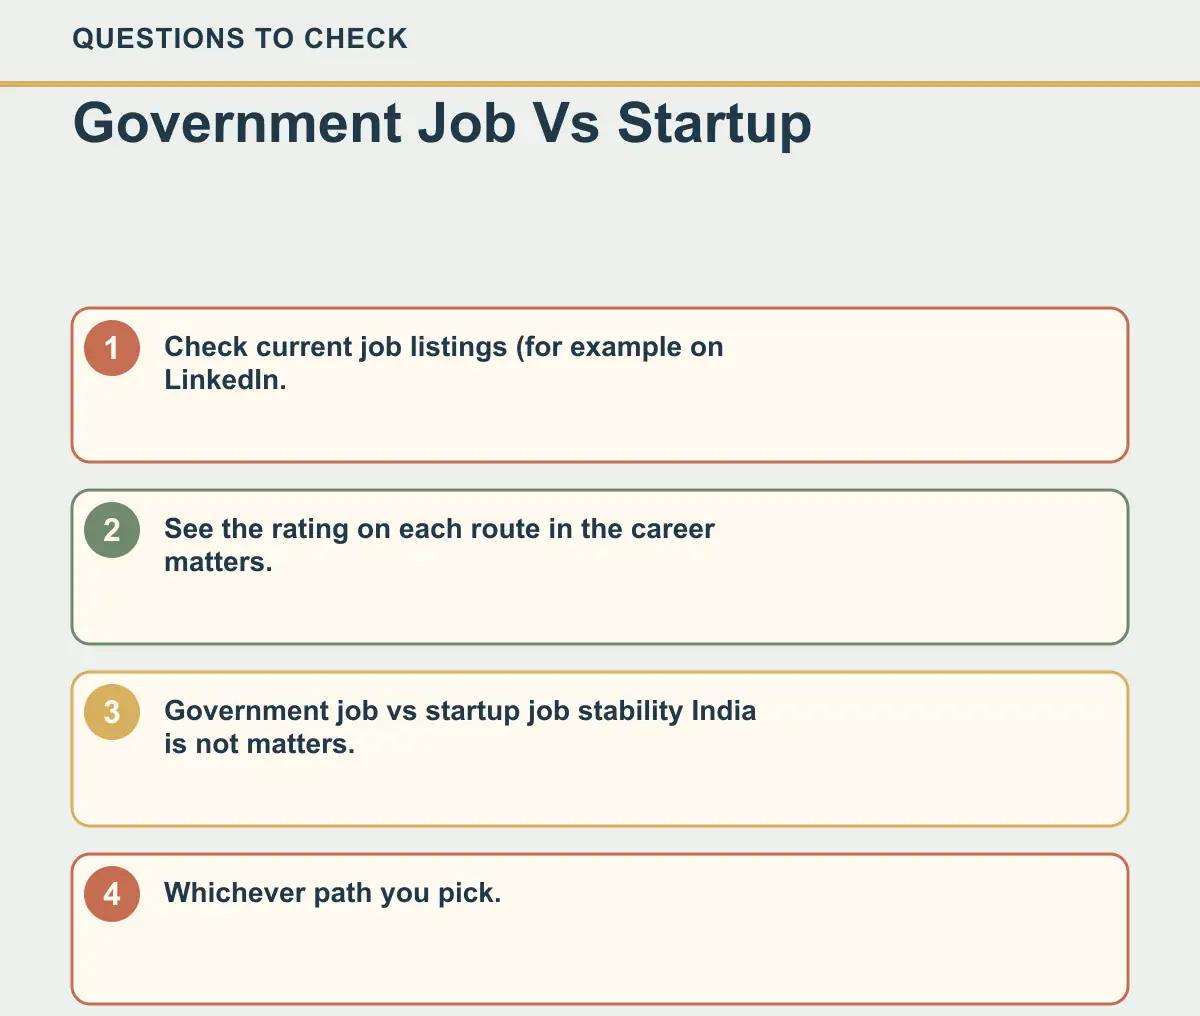 QUESTIONS TO CHECK
Government Job Vs Startup
1
Check current job listings (for example on
LinkedIn.
2
See the rating on each route in the career
matters.
3
Government job vs startup job stability India
is not matters.
4
Whichever path you pick.